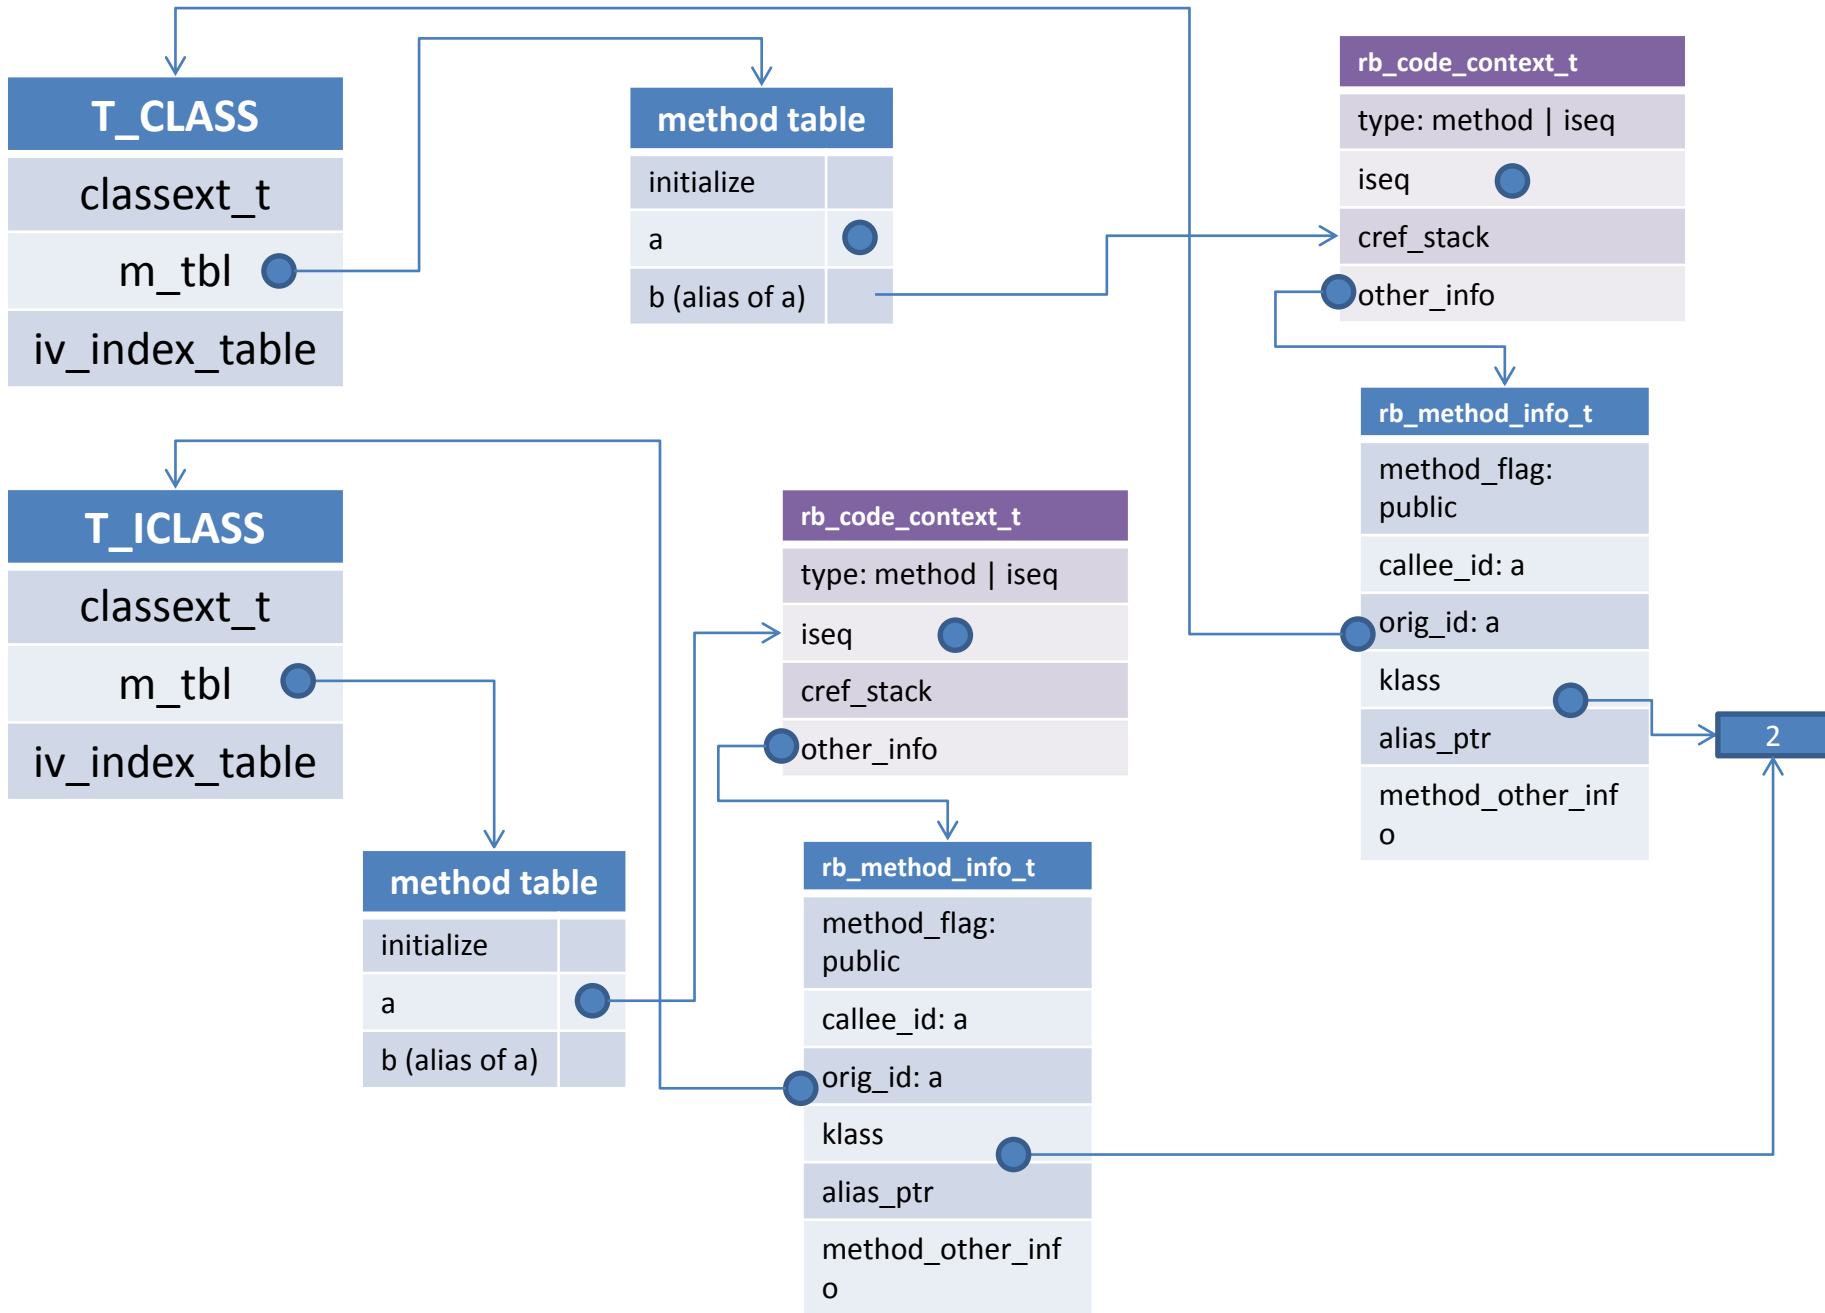 T_CLASS
classext_t
m_tbl
iv_index_table
method table
initialize
a
b (alias of a)
rb_code_context_t
type: method | iseq
iseq
cref_stack
other_info
rb_method_info_t
method_flag:
public
callee_id: a
orig_id: a
klass
alias_ptr
method_other_inf
o
2
T_ICLASS
classext_t
m_tbl
iv_index_table
method table
initialize
a
b (alias of a)
rb_code_context_t
type: method | iseq
iseq
cref_stack
other_info
rb_method_info_t
method_flag:
public
callee_id: a
orig_id: a
klass
alias_ptr
method_other_inf
o